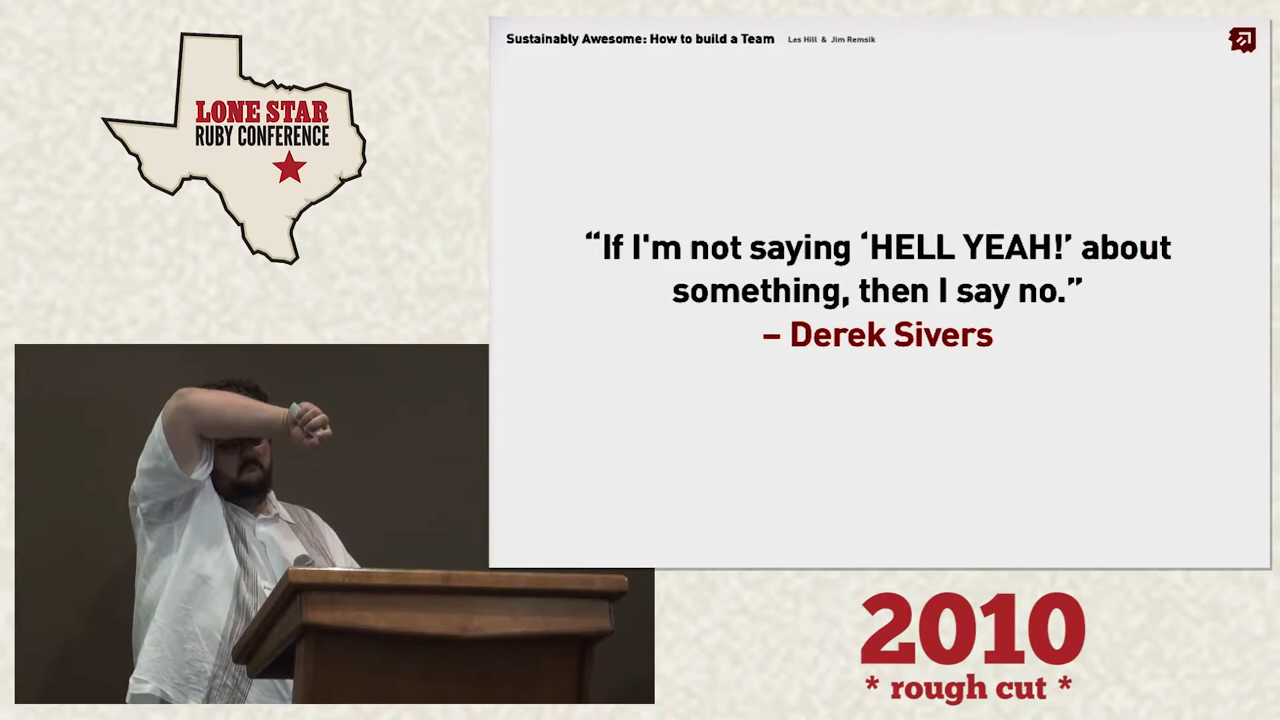 LONE STAR
RUBY CONFERENCE
Sustainably Awesome: How to build a Team Les Hill & Jim Remsik
“If I'm not saying ‘HELL YEAH!’ about
something, then I say no.”
– Derek Sivers
2010
* rough cut *